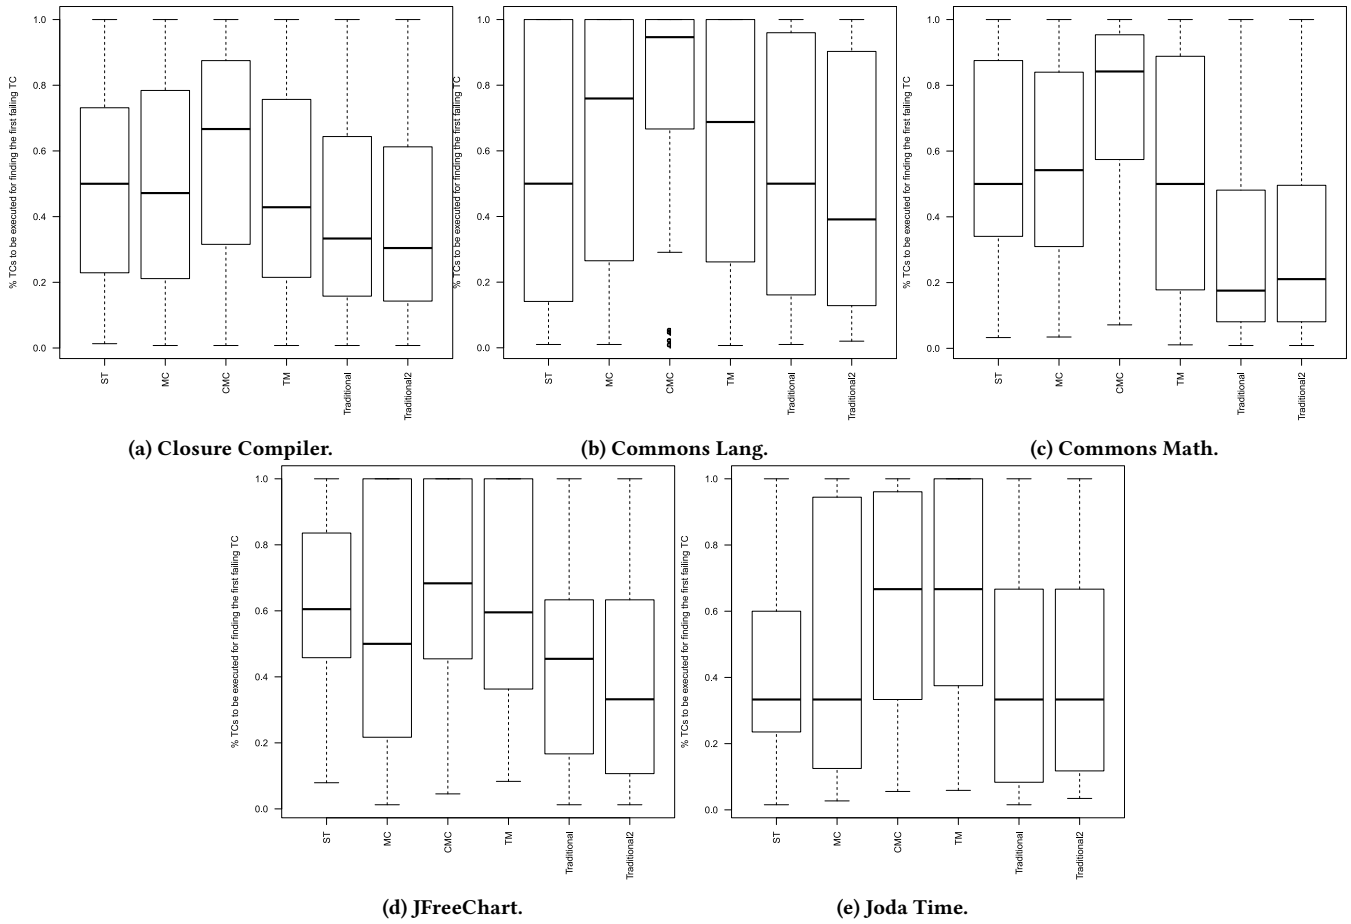 % TCs to be executed for finding the first failing TC
1.0
0.8
0.6
0.4
0.2
0.0
ST
MC
CMC
TM
Traditional
Traditional2
(a) Closure Compiler.
% TCs to be executed for finding the first failing TC
1.0
0.8
0.6
0.4
0.2
0.0
ST
MC
CMC
TM
Traditional
Traditional2
(b) Commons Lang.
% TCs to be executed for finding the first failing TC
1.0
0.8
0.6
0.4
0.2
0.0
ST
MC
CMC
TM
Traditional
Traditional2
(c) Commons Math.
% TCs to be executed for finding the first failing TC
1.0
0.8
0.6
0.4
0.2
0.0
ST
MC
CMC
TM
Traditional
Traditional2
(d) JFreeChart.
% TCs to be executed for finding the first failing TC
1.0
0.8
0.6
0.4
0.2
0.0
ST
MC
CMC
TM
Traditional
Traditional2
(e) Joda Time.